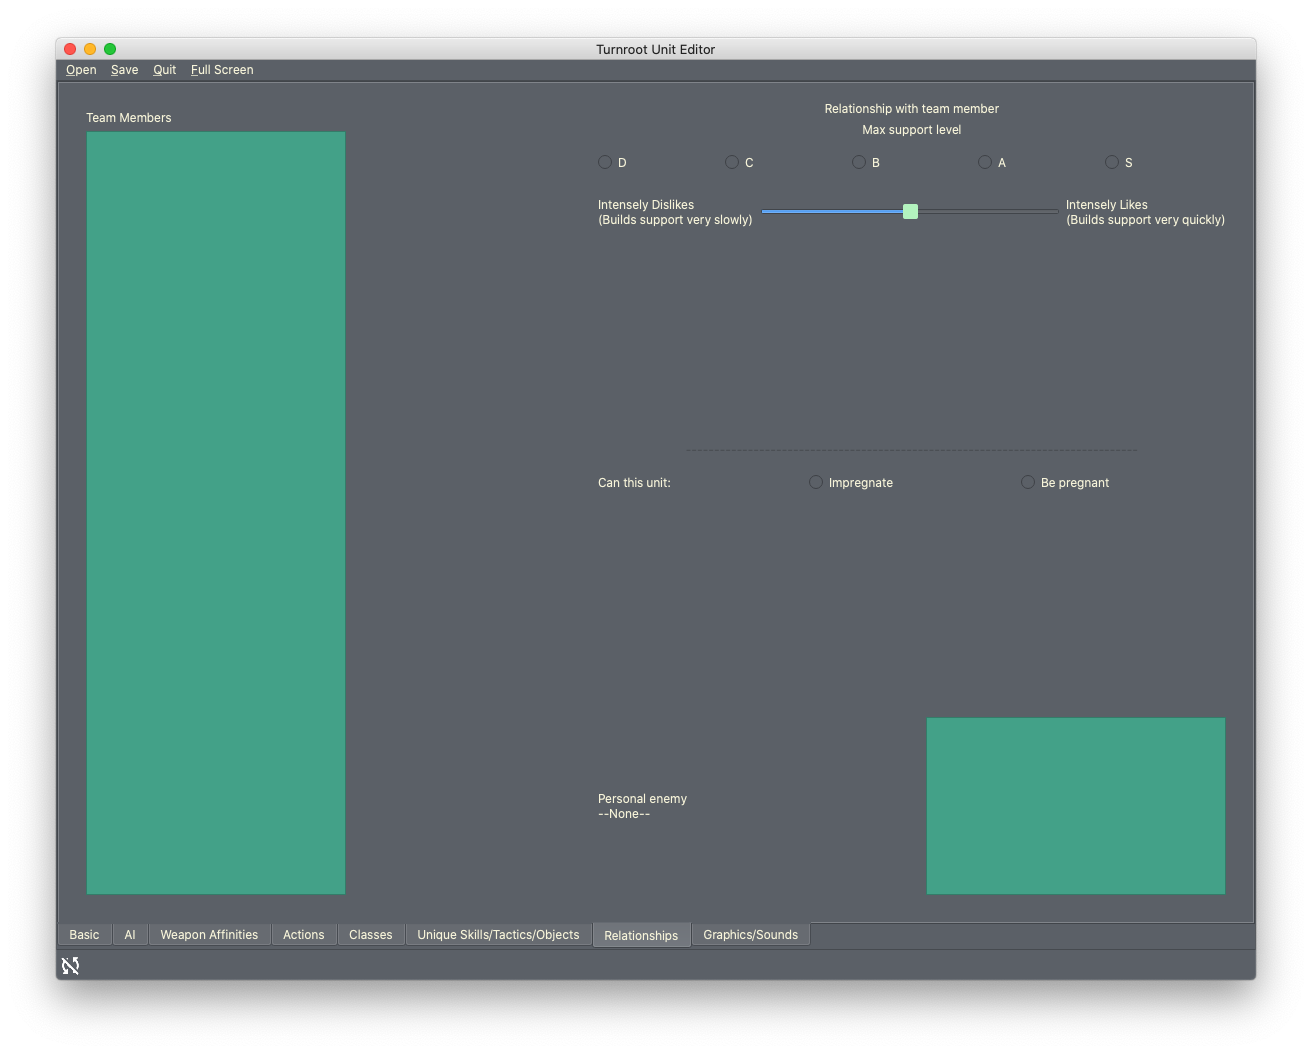 Turnroot Unit Editor
Open Save Quit Full Screen
Team Members
Relationship with team member
Max support level
D C B A S
Intensely Dislikes
(Builds support very slowly)
Intensely Likes
(Builds support very quickly)
Can this unit: Impregnate Be pregnant
Personal enemy
--None--
Basic AI Weapon Affinities Actions Classes Unique Skills/Tactics/Objects Relationships Graphics/Sounds